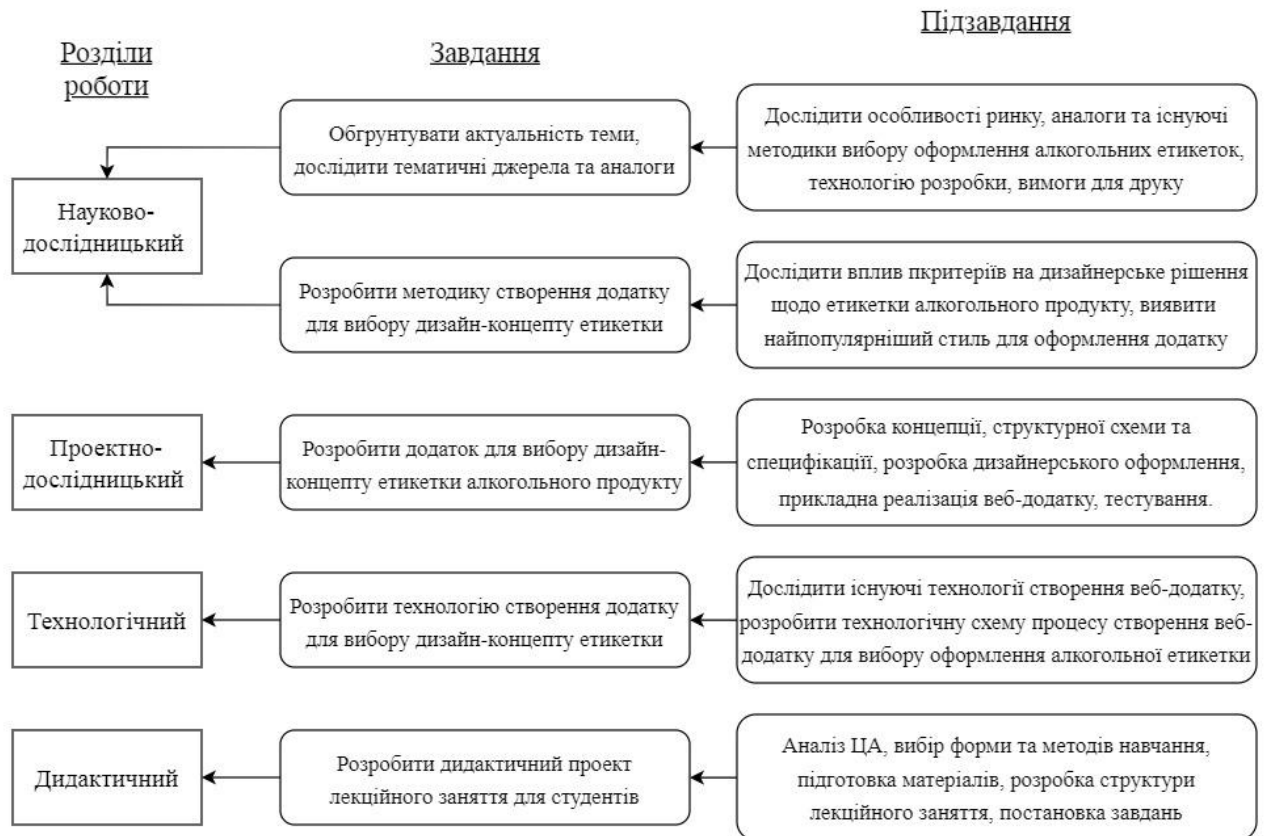 Розділи
роботи
Завдання
Підзавдання
Науково-
дослідницький
Обгрунтувати актуальність теми,
дослідити тематичні джерела та аналоги
Дослідити особливості ринку, аналоги та існуючі
методики вибору оформлення алкогольних етикеток,
технологію розробки, вимоги для друку
Розробити методику створення додатку
для вибору дизайн-концепту етикетки
Дослідити вплив пкритеріїв на дизайнерське рішення
щодо етикетки алкогольного продукту, виявити
найпопулярніший стиль для оформлення додатку
Проектно-
дослідницький
Розробити додаток для вибору дизайн-
концепту етикетки алкогольного продукту
Розробка концепції, структурної схеми та
специфікаціїї, розробка дизайнерського оформлення,
прикладна реалізація веб-додатку, тестування.
Технологічний
Розробити технологію створення додатку
для вибору дизайн-концепту етикетки
Дослідити існуючі технології створення веб-додатку,
розробити технологічну схему процесу створення веб-
додатку для вибору оформлення алкогольної етикетки
Дидактичний
Розробити дидактичний проект
лекційного заняття для студентів
Аналіз ЦА, вибір форми та методів навчання,
підготовка матеріалів, розробка структури
лекційного заняття, постановка завдань